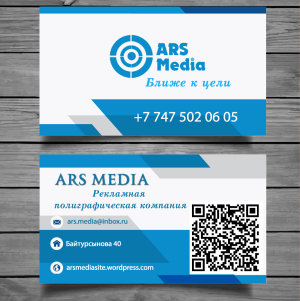 ARS
Media
Ближе к цели
+7 747 502 06 05
ARS MEDIA
Рекламная
полиграфическая компания
ars.media@inbox.ru
Байтурсынова 40
arsmediasite.wordpress.com